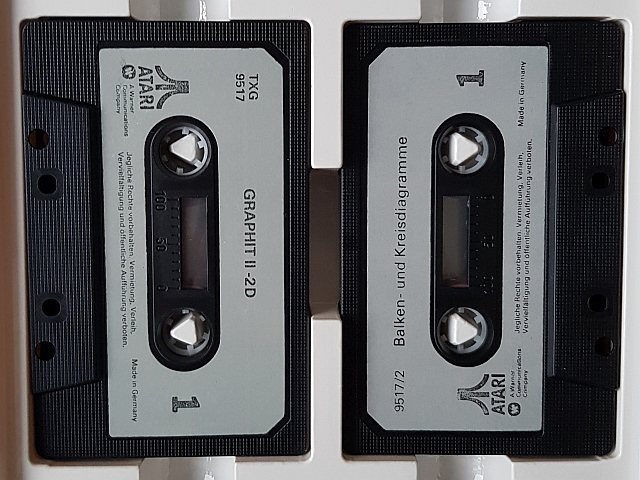 TXG
9517
GRAPHIT II -2D
ATARI
A Warner
Communications
Company
Jegliche Rechte vorbehalten. Vermietung, Verleih,
Vervielfältigung und öffentliche Aufführung verboten.
Made in Germany
100 50 0
1
9517/2 Balken- und Kreisdiagramme
1
ATARI
A Warner
Communications
Company
Jegliche Rechte vorbehalten. Vermietung, Verleih,
Vervielfältigung und öffentliche Aufführung verboten.
Made in Germany